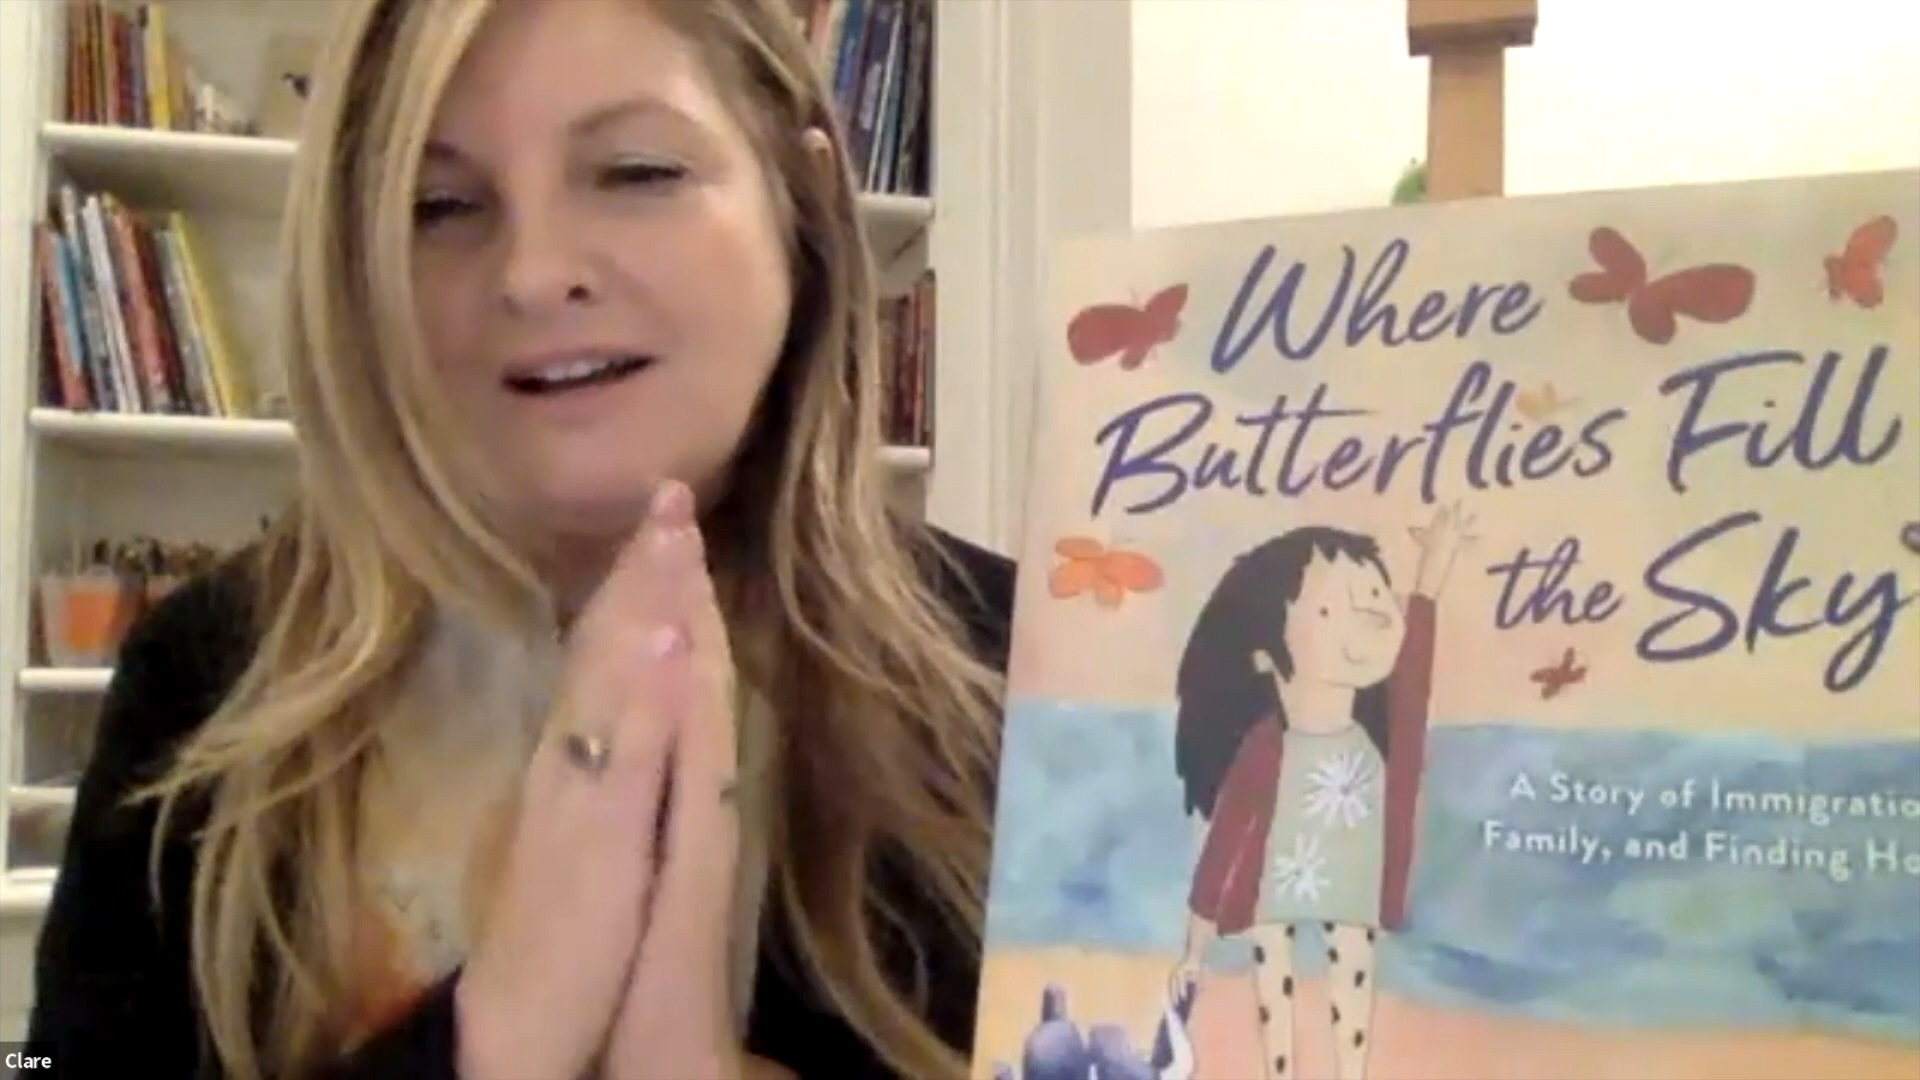 Where
Butterflies Fill
the Sky
A Story of Immigratio
Family, and Finding Ho
Clare